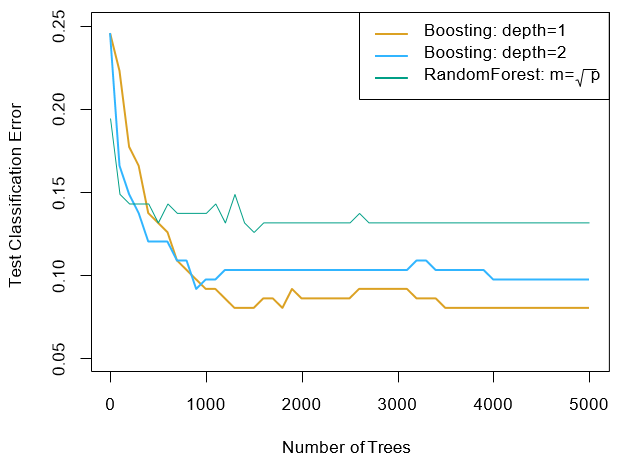 Boosting: depth=1
Boosting: depth=2
RandomForest: m=√p
Test Classification Error
0.25
0.20
0.15
0.10
0.05
0
1000
2000
3000
4000
5000
Number of Trees